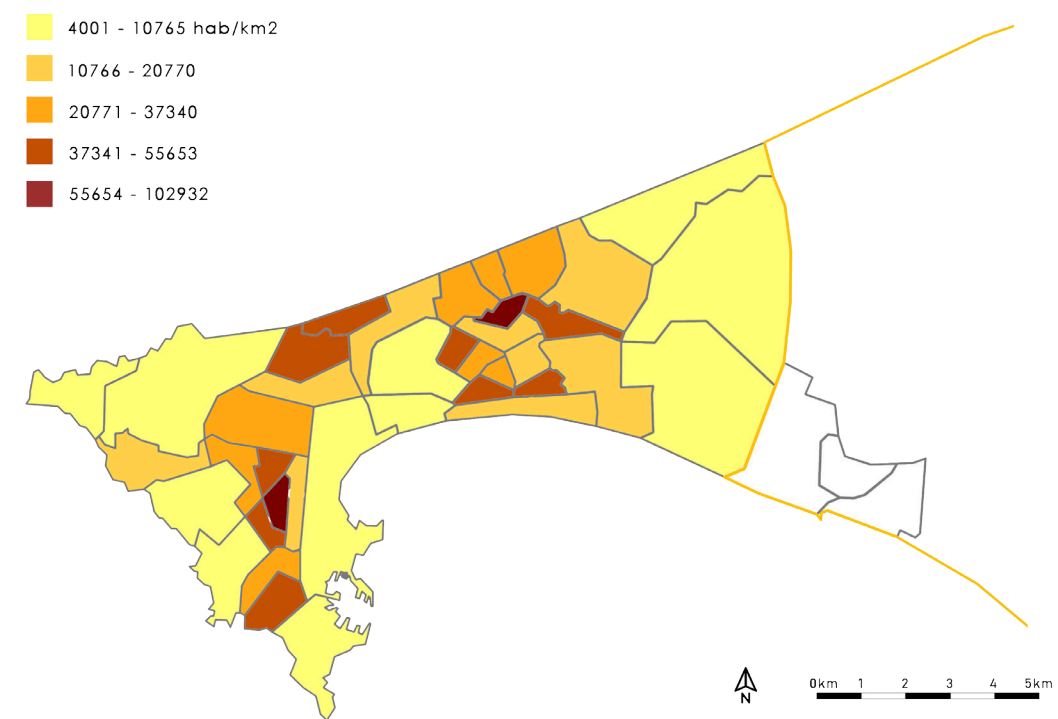 4001 - 10765 hab/km2
10766 - 20770
20771 - 37340
37341 - 55653
55654 - 102932
N
0km 1 2 3 4 5km